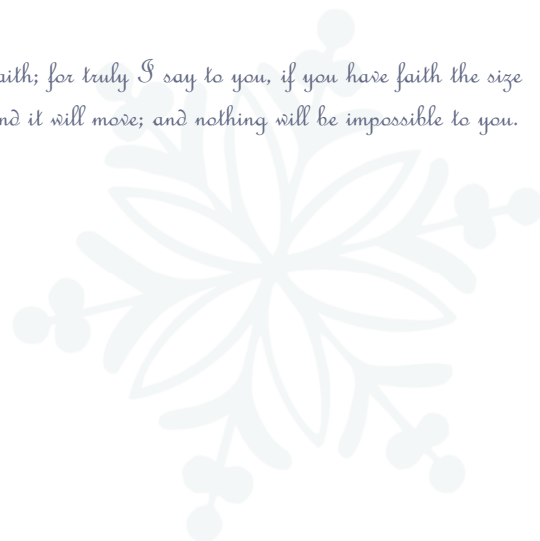 aith; for truly I say to you, if you have faith the size
nd it will move; and nothing will be impossible to you.